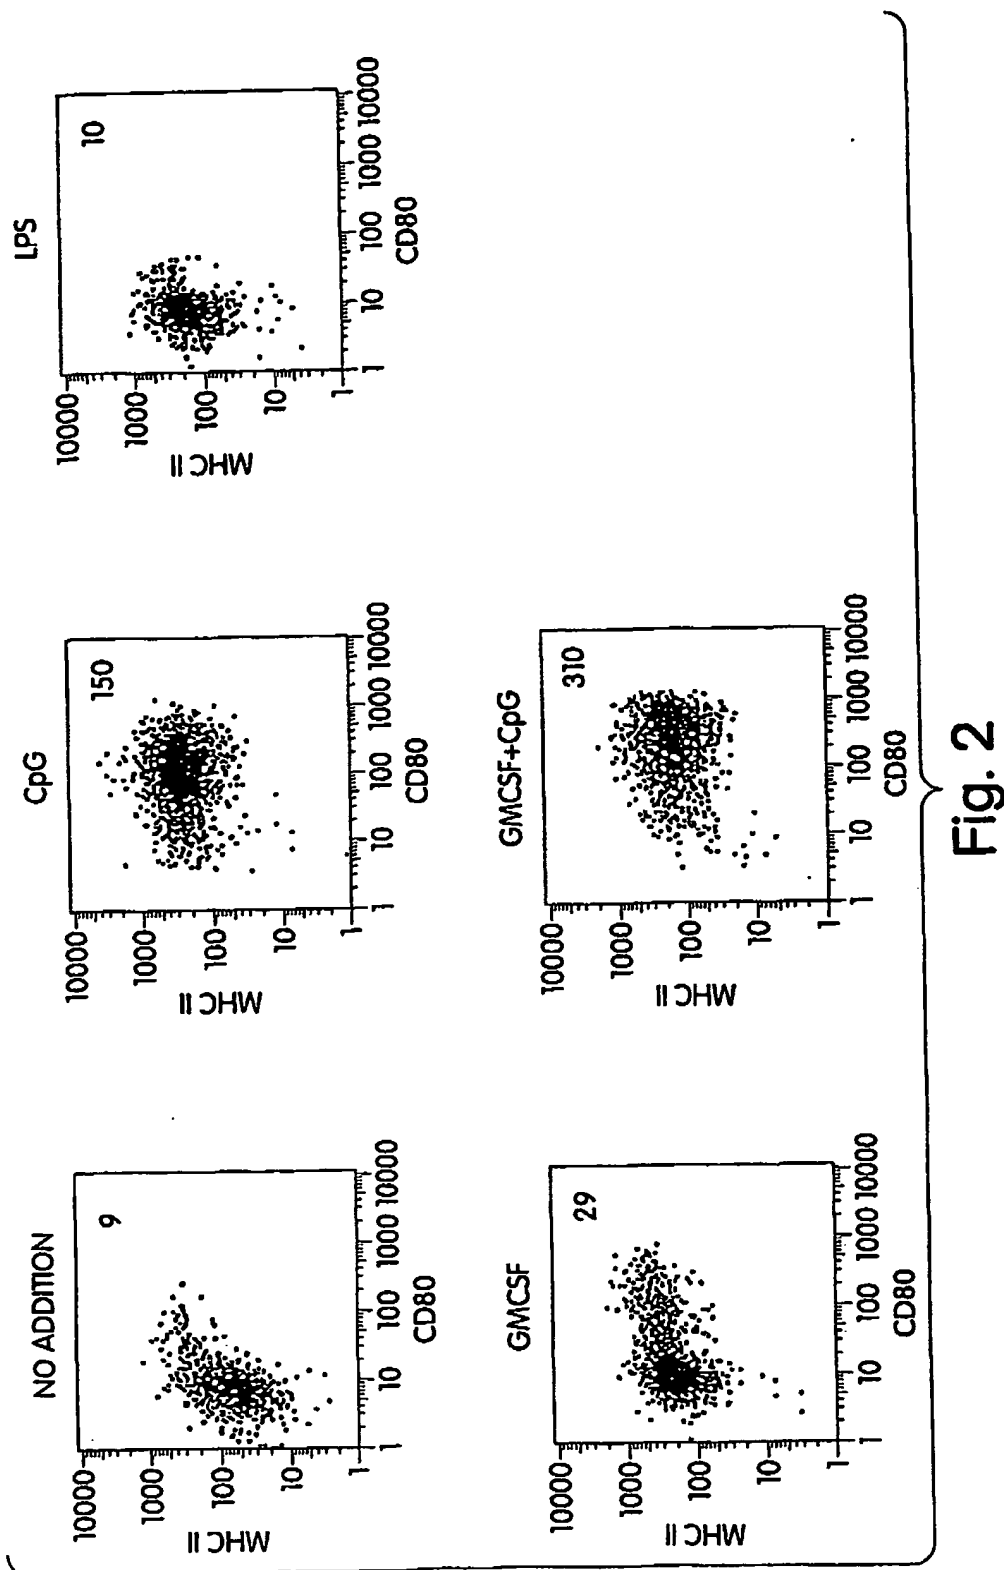 NO ADDITION
9
10000
1000
100
10
1
MHC II
1 10 100 1000 10000
CD80
CpG
150
10000
1000
100
10
1
MHC II
1 10 100 1000 10000
CD80
LPS
10
10000
1000
100
10
1
MHC II
1 10 100 1000 10000
CD80
GMCSF
29
10000
1000
100
10
1
MHC II
1 10 100 1000 10000
CD80
GMCSF+CpG
310
10000
1000
100
10
1
MHC II
1 10 100 1000 10000
CD80
Fig. 2